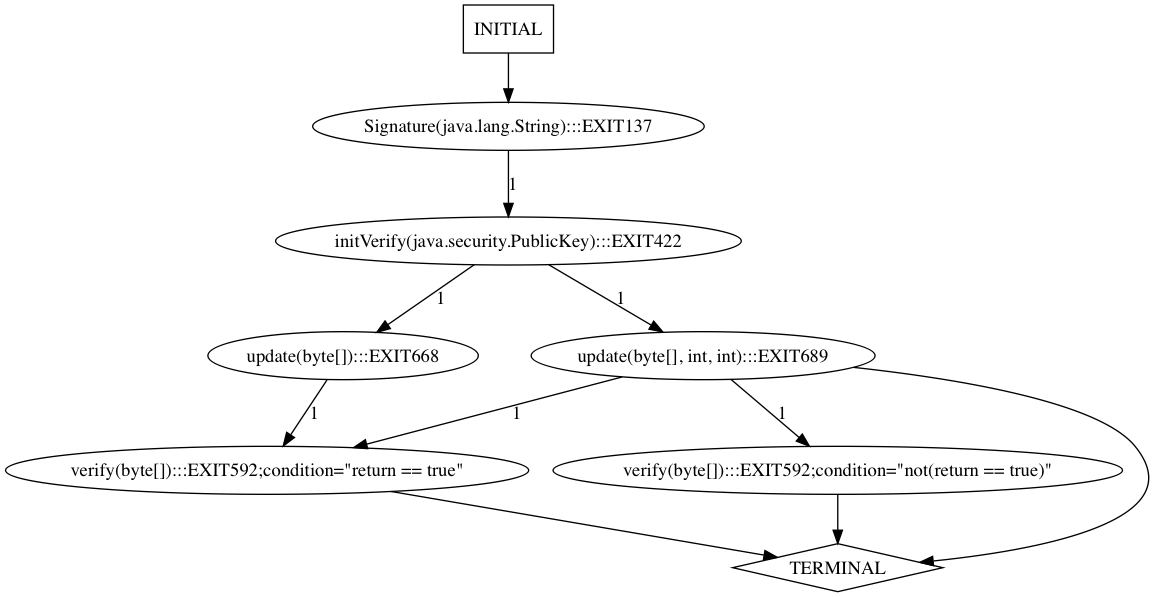 INITIAL
Signature(java.lang.String):::EXIT137
1
initVerify(java.security.PublicKey):::EXIT422
1
1
update(byte[]):::EXIT668
update(byte[], int, int):::EXIT689
1
1
1
verify(byte[]):::EXIT592;condition="return == true"
verify(byte[]):::EXIT592;condition="not(return == true)"
TERMINAL